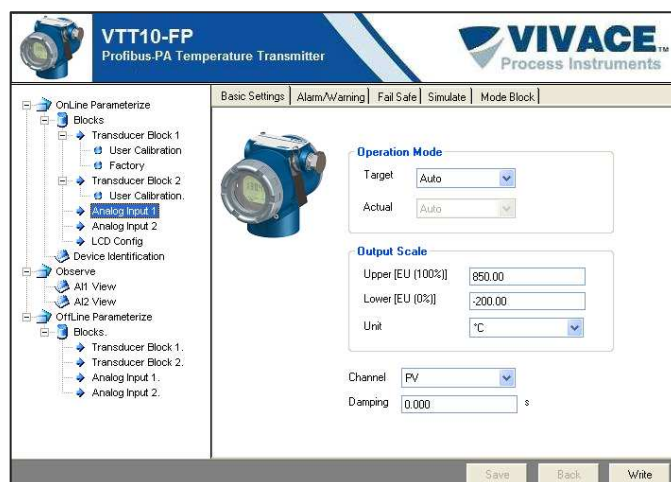 VTT10-FP
Profibus-PA Temperature Transmitter
VIVACE TM
Process Instruments
OnLine Parameterize
Blocks
Transducer Block 1
User Calibration
Factory
Transducer Block 2
User Calibration.
Analog Input 1
Analog Input 2
LCD Config
Device Identification
Observe
AI1 View
AI2 View
OffLine Parameterize
Blocks.
Transducer Block 1.
Transducer Block 2.
Analog Input 1.
Analog Input 2.
Basic Settings Alarm/Warning Fail Safe Simulate Mode Block
Operation Mode
Target Auto
Actual Auto
Output Scale
Upper [EU (100%)] 850.00
Lower [EU (0%)] -200.00
Unit °C
Channel PV
Damping 0.000 s
Save Back Write